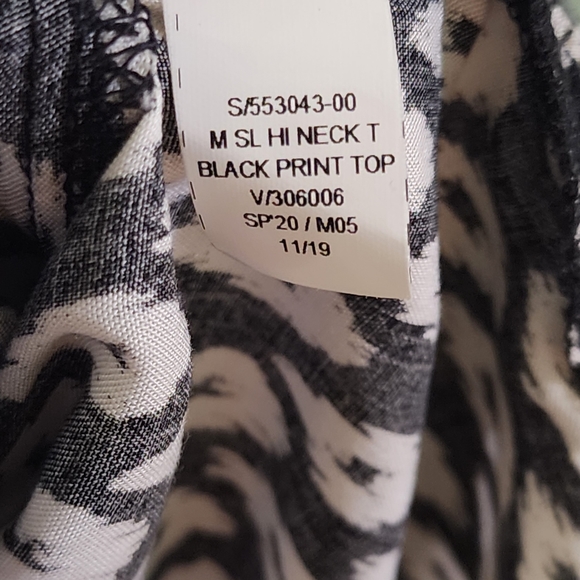 S/553043-00
M SL HI NECK T
BLACK PRINT TOP
V/306006
SP'20 / M05
11/19